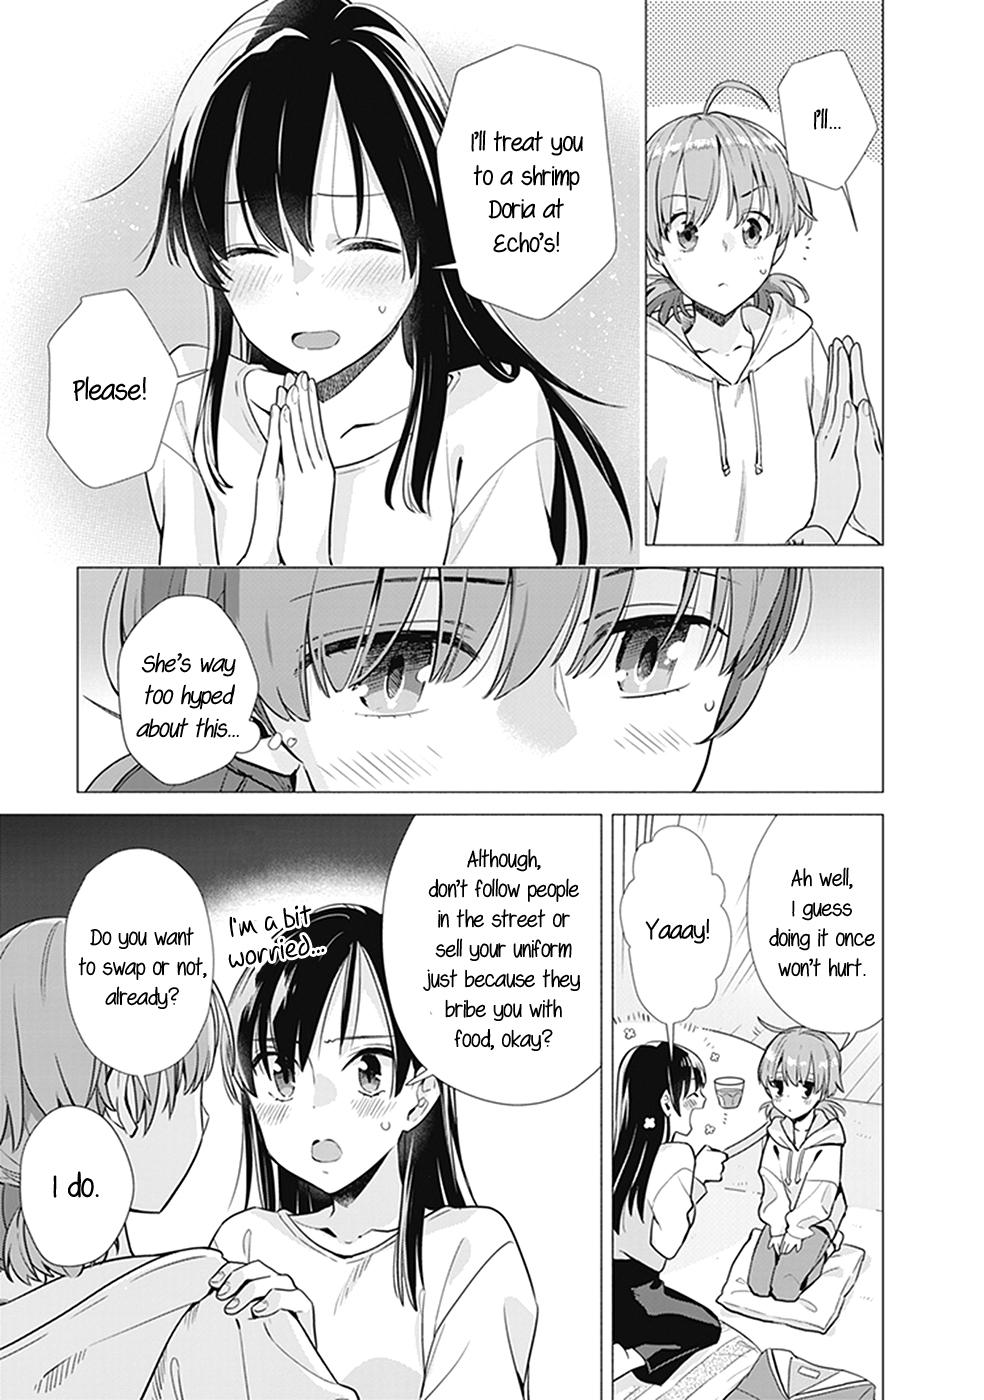 I'll...
I'll treat you
to a shrimp
Doria at
Echo's!
Please!
She's way
too hyped
about this...
Ah well,
I guess
doing it once
won't hurt.
Yaaay!
Although,
don't follow people
in the street or
sell your uniform
just because they
bribe you with
food, okay?
I'm a bit
worried...
Do you want
to swap or not,
already?
I do.